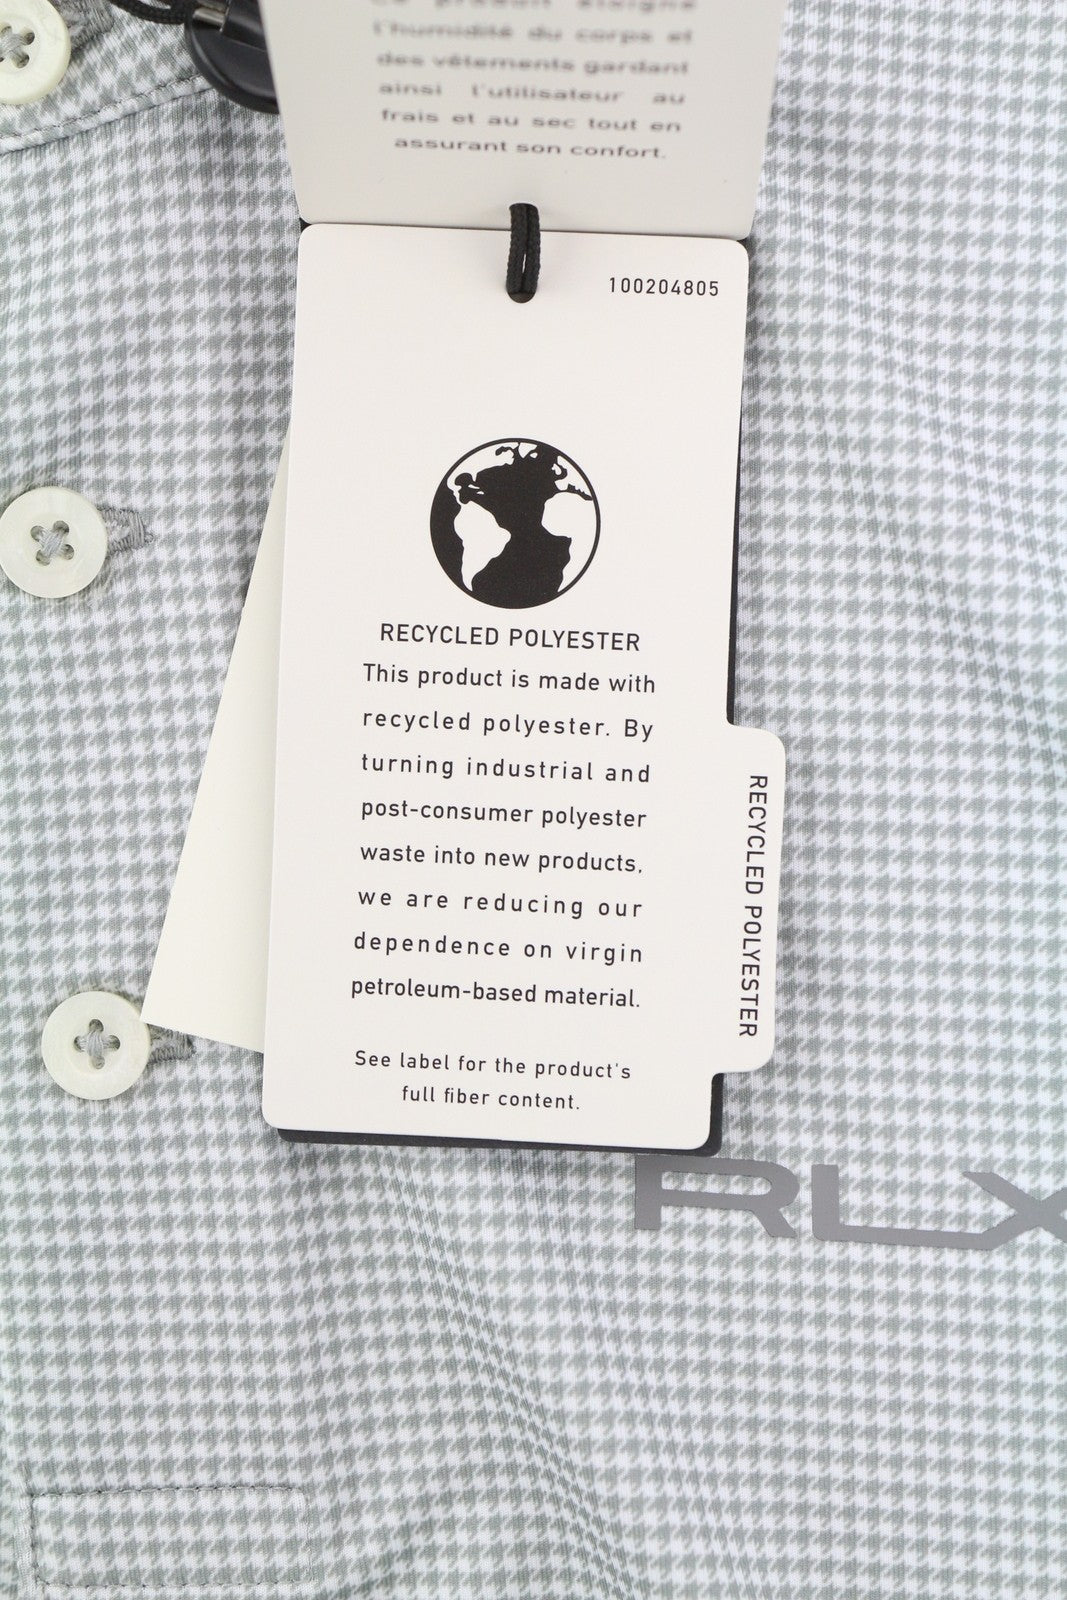 Ce produit éloigne
l'humidité du corps et
des vêtements gardant
ainsi l'utilisateur au
frais et au sec tout en
assurant son confort.
100204805
RECYCLED POLYESTER
This product is made with
recycled polyester. By
turning industrial and
post-consumer polyester
waste into new products,
we are reducing our
dependence on virgin
petroleum-based material.
See label for the product's
full fiber content.
RECYCLED POLYESTER
RLX